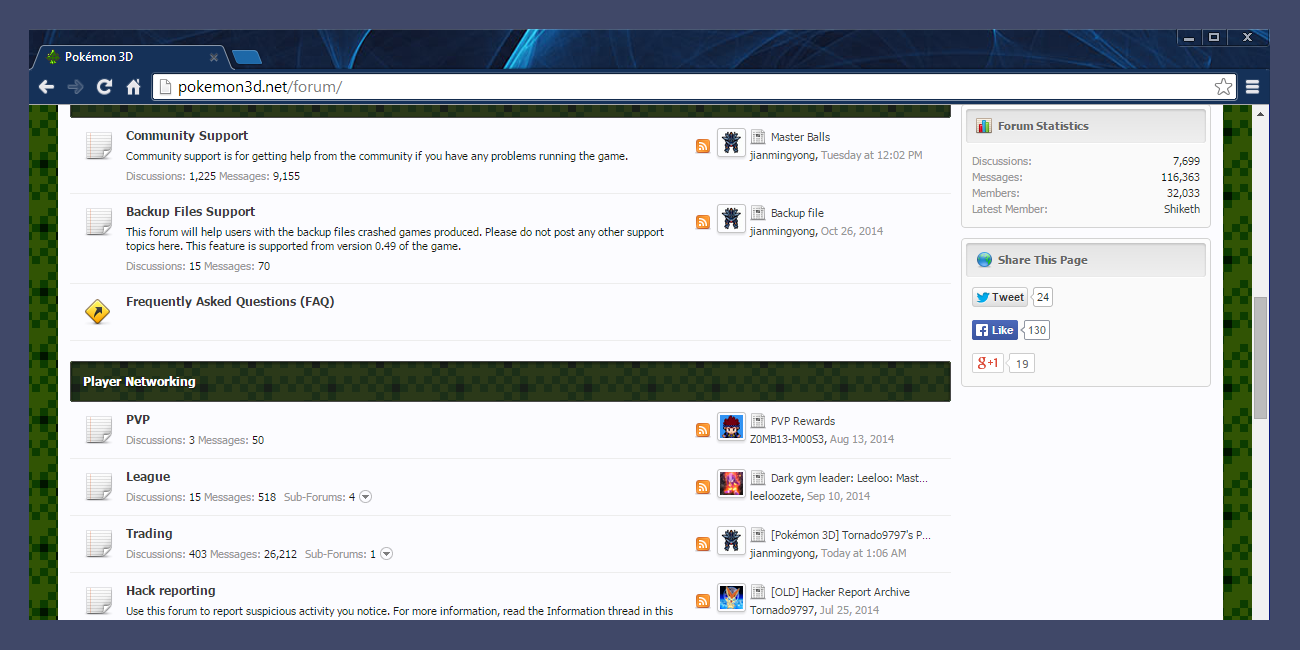 Pokémon 3D
pokemon3d.net/forum/
Community Support
Community support is for getting help from the community if you have any problems running the game.
Discussions: 1,225 Messages: 9,155
Master Balls
jianmingyong, Tuesday at 12:02 PM
Backup Files Support
This forum will help users with the backup files crashed games produced. Please do not post any other support
topics here. This feature is supported from version 0.49 of the game.
Discussions: 15 Messages: 70
Backup file
jianmingyong, Oct 26, 2014
Frequently Asked Questions (FAQ)
Player Networking
PVP
Discussions: 3 Messages: 50
PVP Rewards
Z0MB13-M00S3, Aug 13, 2014
League
Discussions: 15 Messages: 518 Sub-Forums: 4
Dark gym leader: Leeloo: Mast...
leeloozete, Sep 10, 2014
Trading
Discussions: 403 Messages: 26,212 Sub-Forums: 1
[Pokémon 3D] Tornado9797's P...
jianmingyong, Today at 1:06 AM
Hack reporting
Use this forum to report suspicious activity you notice. For more information, read the Information thread in this
[OLD] Hacker Report Archive
Tornado9797, Jul 25, 2014
Forum Statistics
Discussions: 7,699
Messages: 116,363
Members: 32,033
Latest Member: Shiketh
Share This Page
Tweet 24
Like 130
g+1 19